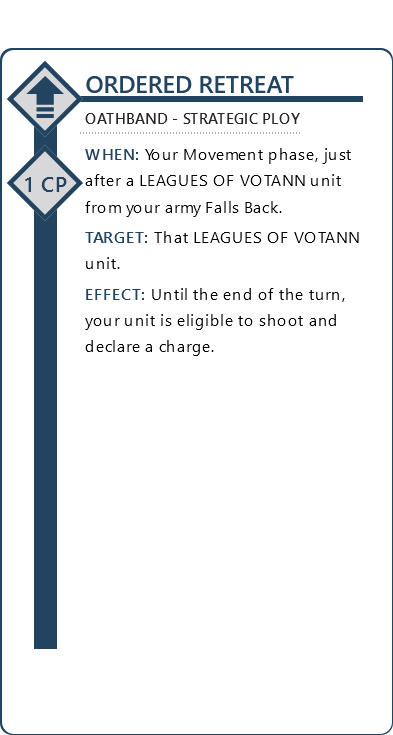 ORDERED RETREAT
OATHBAND - STRATEGIC PLOY
1 CP
WHEN: Your Movement phase, just
after a LEAGUES OF VOTANN unit
from your army Falls Back.
TARGET: That LEAGUES OF VOTANN
unit.
EFFECT: Until the end of the turn,
your unit is eligible to shoot and
declare a charge.